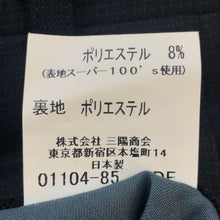 ポリエステル 8%
(表地スーパー100's使用)
裏地 ポリエステル
株式会社 三陽商会
東京都新宿区本塩町14
日本製
01104-85 DE